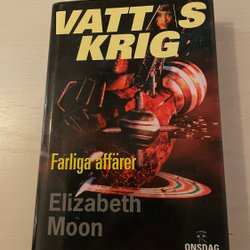 VATTAS
KRIG
Farliga affärer
Elizabeth
Moon
ONSDAG